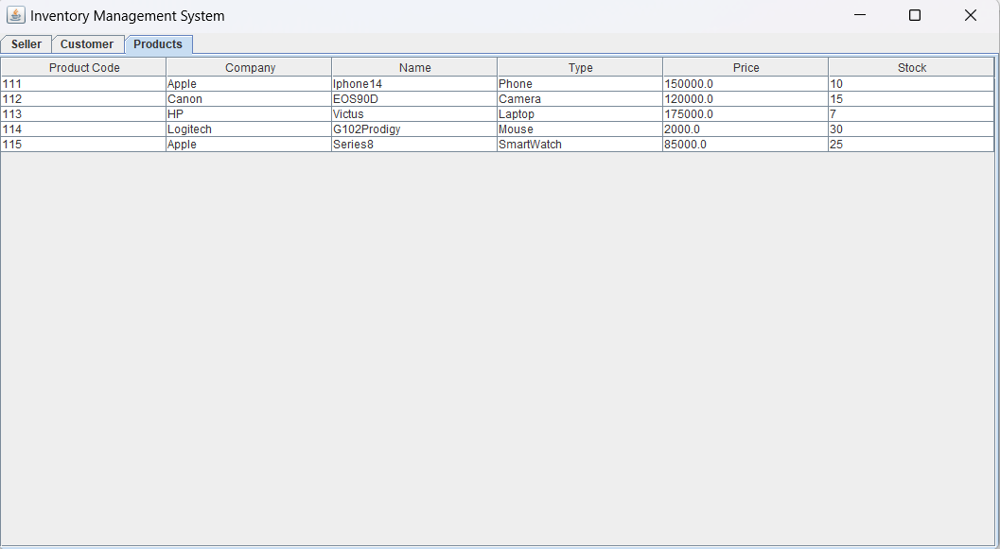 Inventory Management System
Seller Customer Products
Product Code Company Name Type Price Stock
111 Apple Iphone14 Phone 150000.0 10
112 Canon EOS90D Camera 120000.0 15
113 HP Victus Laptop 175000.0 7
114 Logitech G102Prodigy Mouse 2000.0 30
115 Apple Series8 SmartWatch 85000.0 25